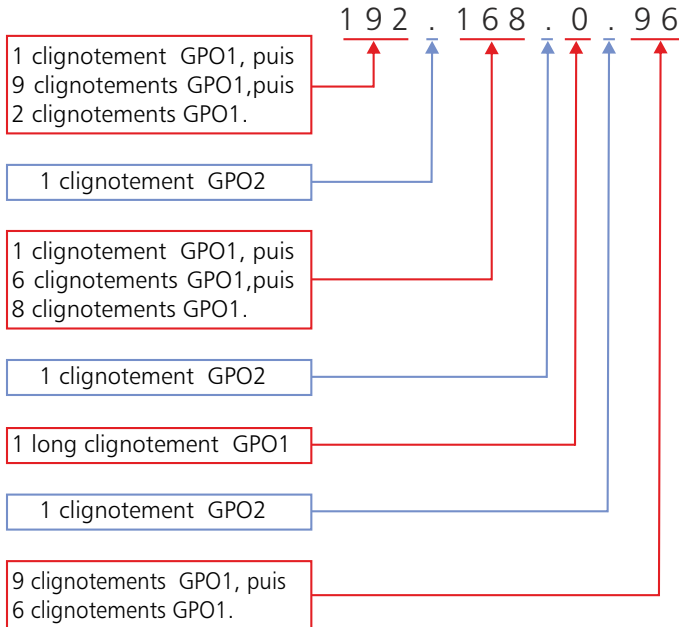 192.168.0.96
1 clignotement GPO1, puis
9 clignotements GPO1,puis
2 clignotements GPO1.
1 clignotement GPO2
1 clignotement GPO1, puis
6 clignotements GPO1,puis
8 clignotements GPO1.
1 clignotement GPO2
1 long clignotement GPO1
1 clignotement GPO2
9 clignotements GPO1, puis
6 clignotements GPO1.